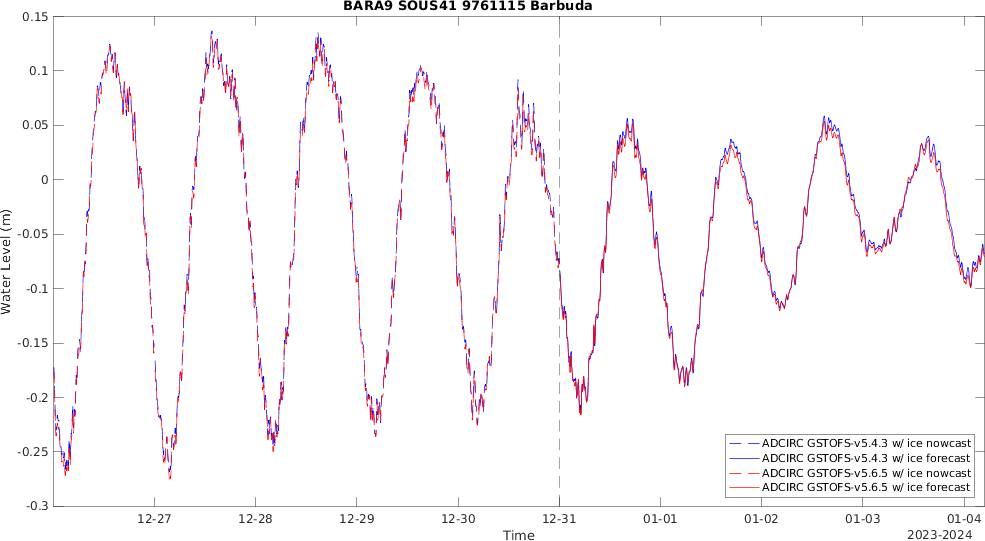 BARA9 SOUS41 9761115 Barbuda
0.15
0.1
0.05
0
-0.05
-0.1
-0.15
-0.2
-0.25
-0.3
Water Level (m)
12-27
12-28
12-29
12-30
12-31
01-01
01-02
01-03
01-04
Time
2023-2024
ADCIRC GSTOFS-v5.4.3 w/ ice nowcast
ADCIRC GSTOFS-v5.4.3 w/ ice forecast
ADCIRC GSTOFS-v5.6.5 w/ ice nowcast
ADCIRC GSTOFS-v5.6.5 w/ ice forecast